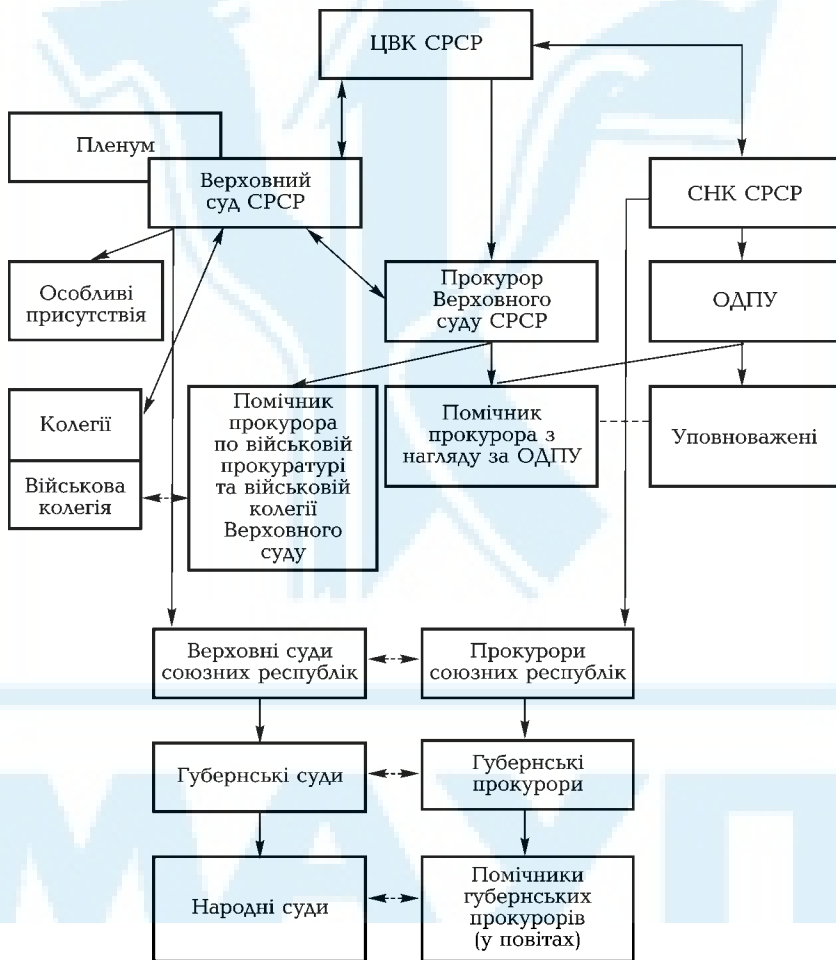 ЦВК СРСР
Пленум
Верховний
суд СРСР
СНК СРСР
Особливі
присутствія
Прокурор
Верховного
суду СРСР
ОДПУ
Колегії
Військова
колегія
Помічник
прокурора
по військовій
прокуратурі
та військовій
колегії
Верховного
суду
Помічник
прокурора з
нагляду за ОДПУ
Уповноважені
Верховні суди
союзних республік
Прокурори
союзних республік
Губернські суди
Губернські
прокурори
Народні суди
Помічники
губернських
прокурорів
(у повітах)
МАУП